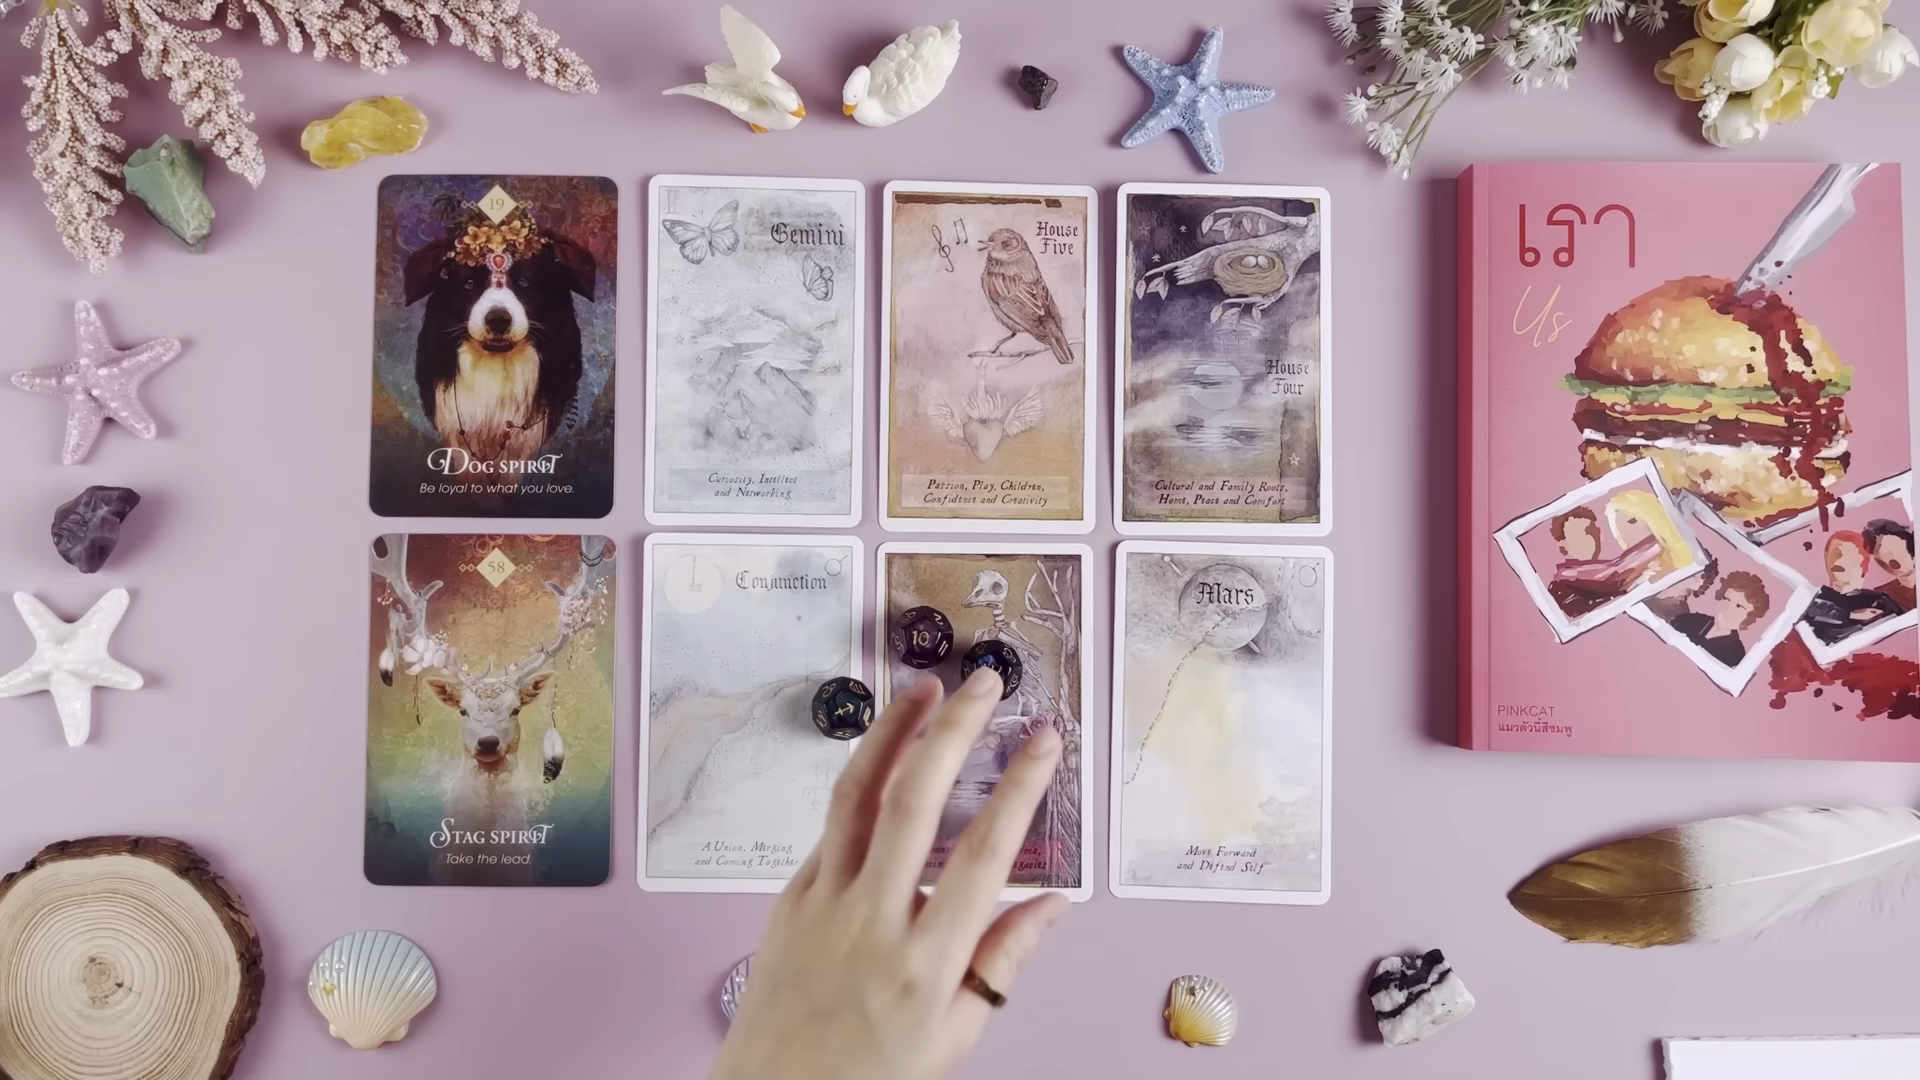 19
DOG SPIRIT
Be loyal to what you love.
Gemini
Curiosity, Intellect
and Networking
House
Five
Passion, Play, Children,
Confidence and Creativity
House
Four
Cultural and Family Roots,
Home, Peace and Comfort
58
STAG SPIRIT
Take the lead.
Conjunction
A Union, Merging
and Coming Together
10
11
Mars
Move Forward
and Defend Self
เรา
Us
PINKCAT
แมวตัวนี้สีชมพู